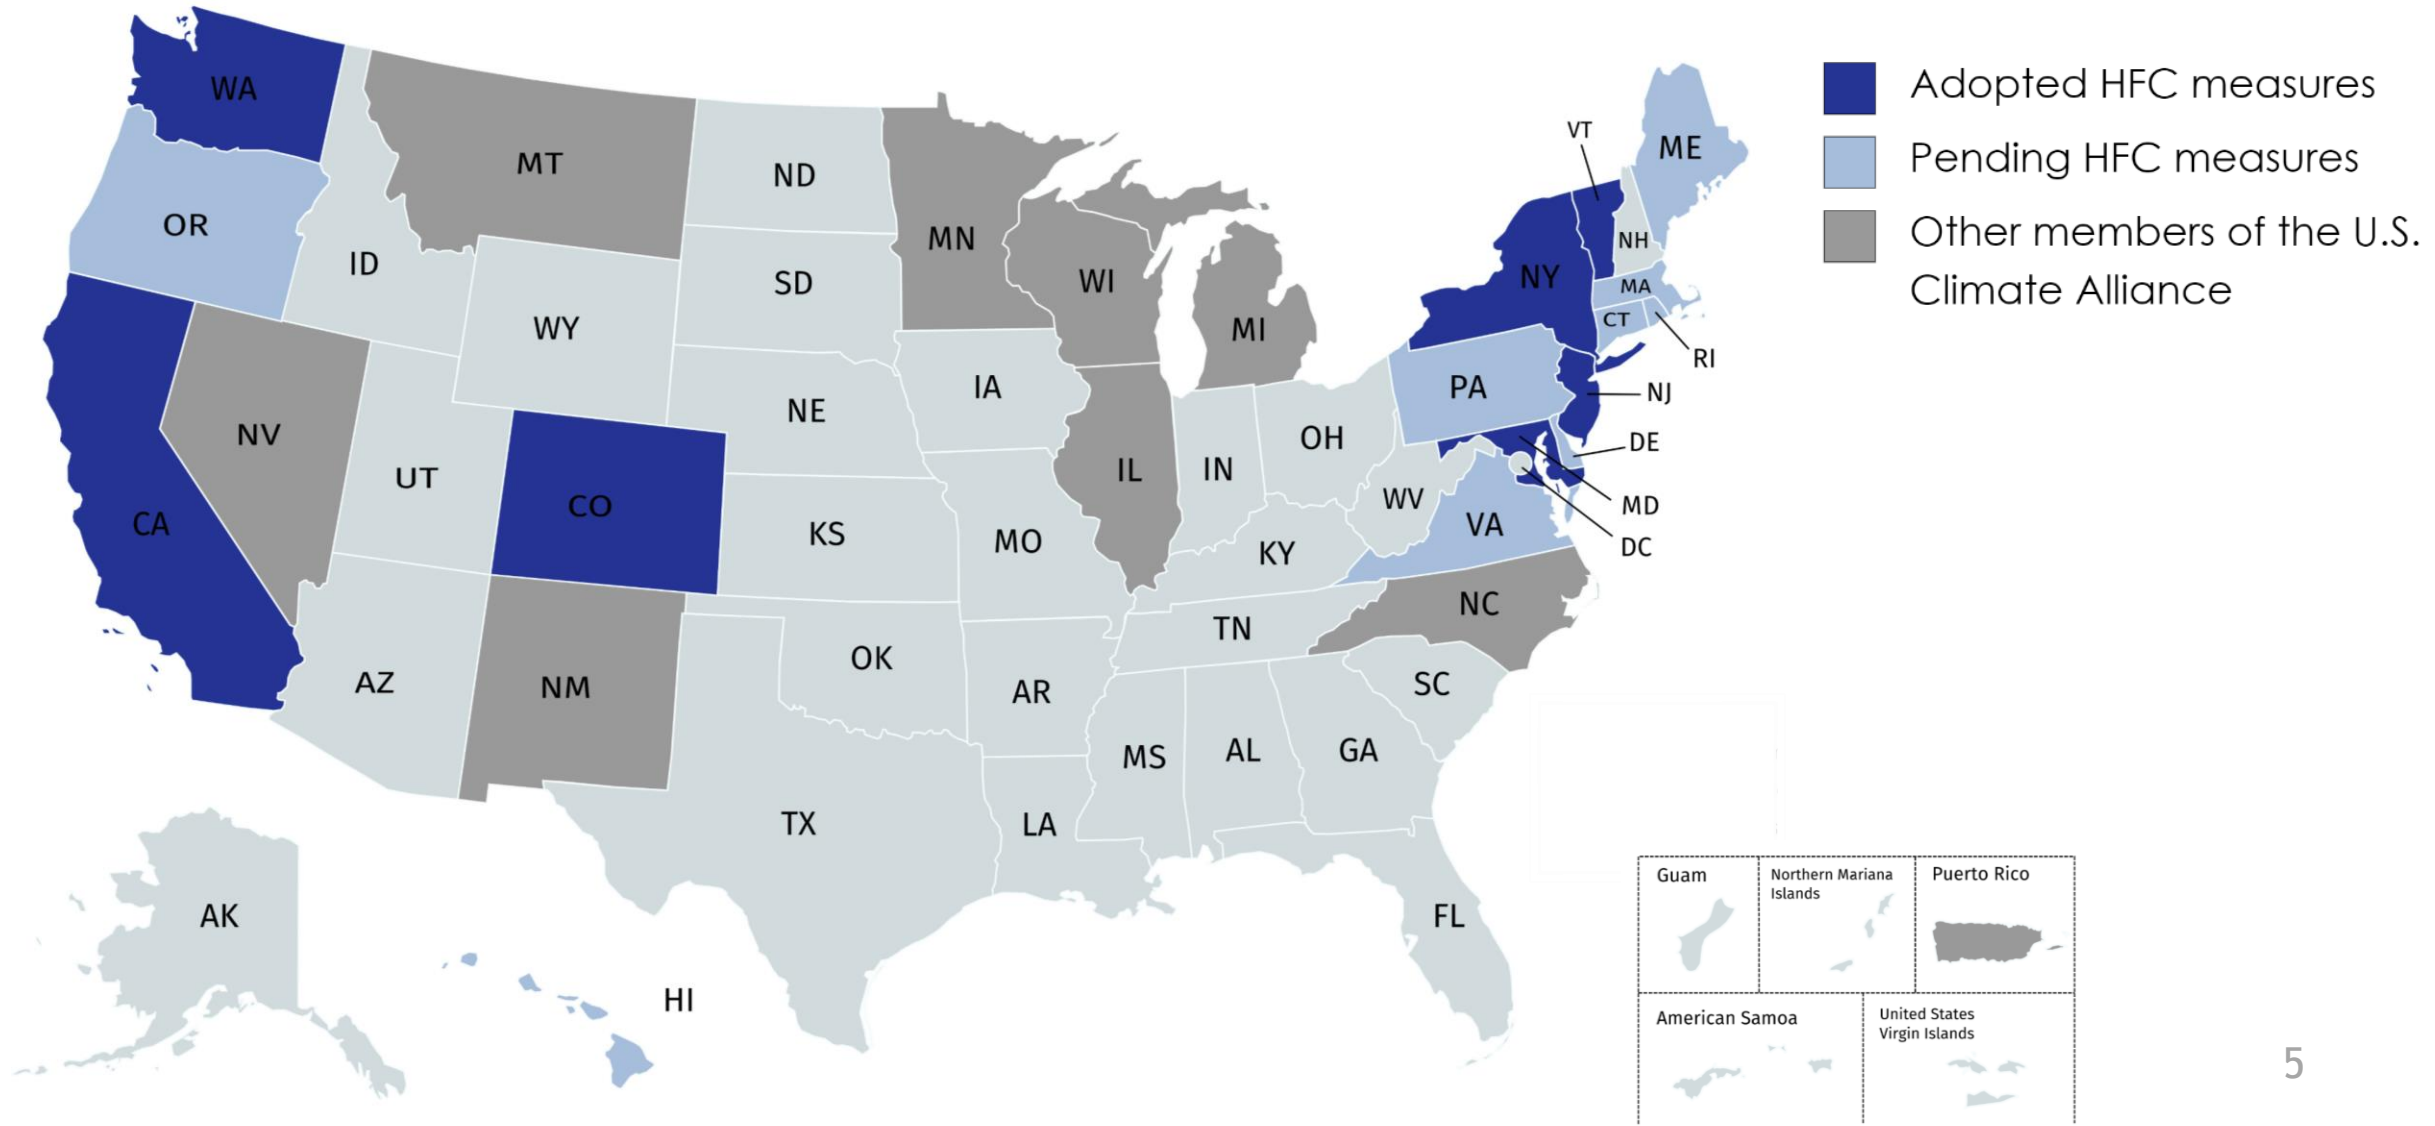 Adopted HFC measures
Pending HFC measures
Other members of the U.S.
Climate Alliance
WA
OR
CA
NV
ID
MT
WY
UT
CO
AZ
NM
ND
SD
NE
KS
OK
TX
MN
IA
MO
AR
LA
WI
IL
MI
IN
OH
KY
TN
MS
AL
GA
FL
SC
NC
VA
WV
PA
NY
VT
NH
ME
MA
CT
RI
NJ
DE
MD
DC
AK
HI
Guam
Northern Mariana
Islands
Puerto Rico
American Samoa
United States
Virgin Islands
5